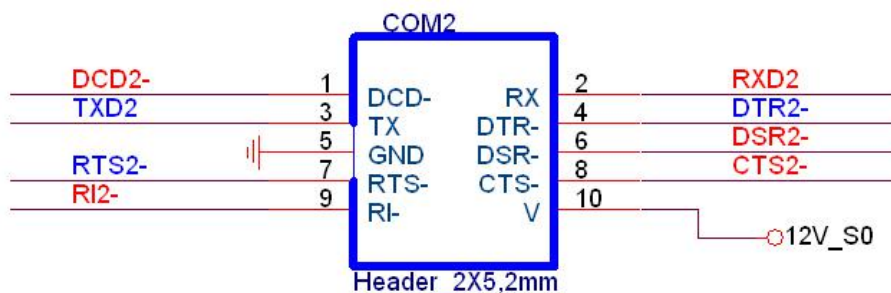 COM2
DCD2- 1 DCD- RX 2 RXD2
TXD2 3 TX DTR- 4 DTR2-
5 GND DSR- 6 DSR2-
RTS2- 7 RTS- CTS- 8 CTS2-
RI2- 9 RI- V 10
12V_S0
Header 2X5,2mm